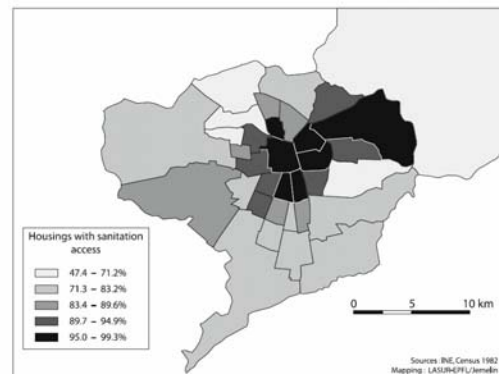 Housings with sanitation
access
47.4 – 71.2%
71.3 – 83.2%
83.4 – 89.6%
89.7 – 94.9%
95.0 – 99.3%
0 5 10 km
Sources : INE, Census 1982
Mapping : LASUR-EPFL/Jemelin